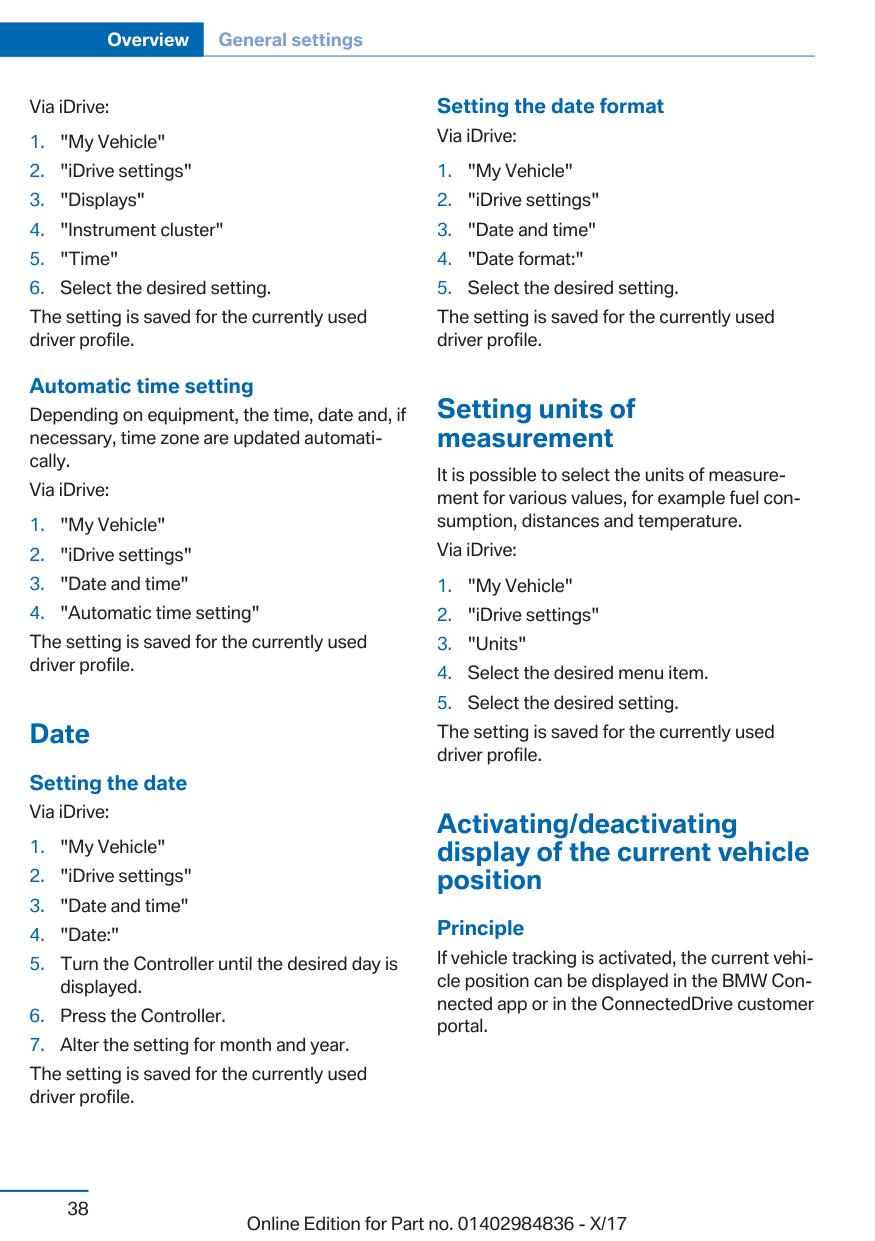 Overview General settings
Via iDrive:
1. "My Vehicle"
2. "iDrive settings"
3. "Displays"
4. "Instrument cluster"
5. "Time"
6. Select the desired setting.
The setting is saved for the currently used
driver profile.
Automatic time setting
Depending on equipment, the time, date and, if
necessary, time zone are updated automati-
cally.
Via iDrive:
1. "My Vehicle"
2. "iDrive settings"
3. "Date and time"
4. "Automatic time setting"
The setting is saved for the currently used
driver profile.
Date
Setting the date
Via iDrive:
1. "My Vehicle"
2. "iDrive settings"
3. "Date and time"
4. "Date:"
5. Turn the Controller until the desired day is
displayed.
6. Press the Controller.
7. Alter the setting for month and year.
The setting is saved for the currently used
driver profile.
Setting the date format
Via iDrive:
1. "My Vehicle"
2. "iDrive settings"
3. "Date and time"
4. "Date format:"
5. Select the desired setting.
The setting is saved for the currently used
driver profile.
Setting units of
measurement
It is possible to select the units of measure-
ment for various values, for example fuel con-
sumption, distances and temperature.
Via iDrive:
1. "My Vehicle"
2. "iDrive settings"
3. "Units"
4. Select the desired menu item.
5. Select the desired setting.
The setting is saved for the currently used
driver profile.
Activating/deactivating
display of the current vehicle
position
Principle
If vehicle tracking is activated, the current vehi-
cle position can be displayed in the BMW Con-
nected app or in the ConnectedDrive customer
portal.
38
Online Edition for Part no. 01402984836 - X/17